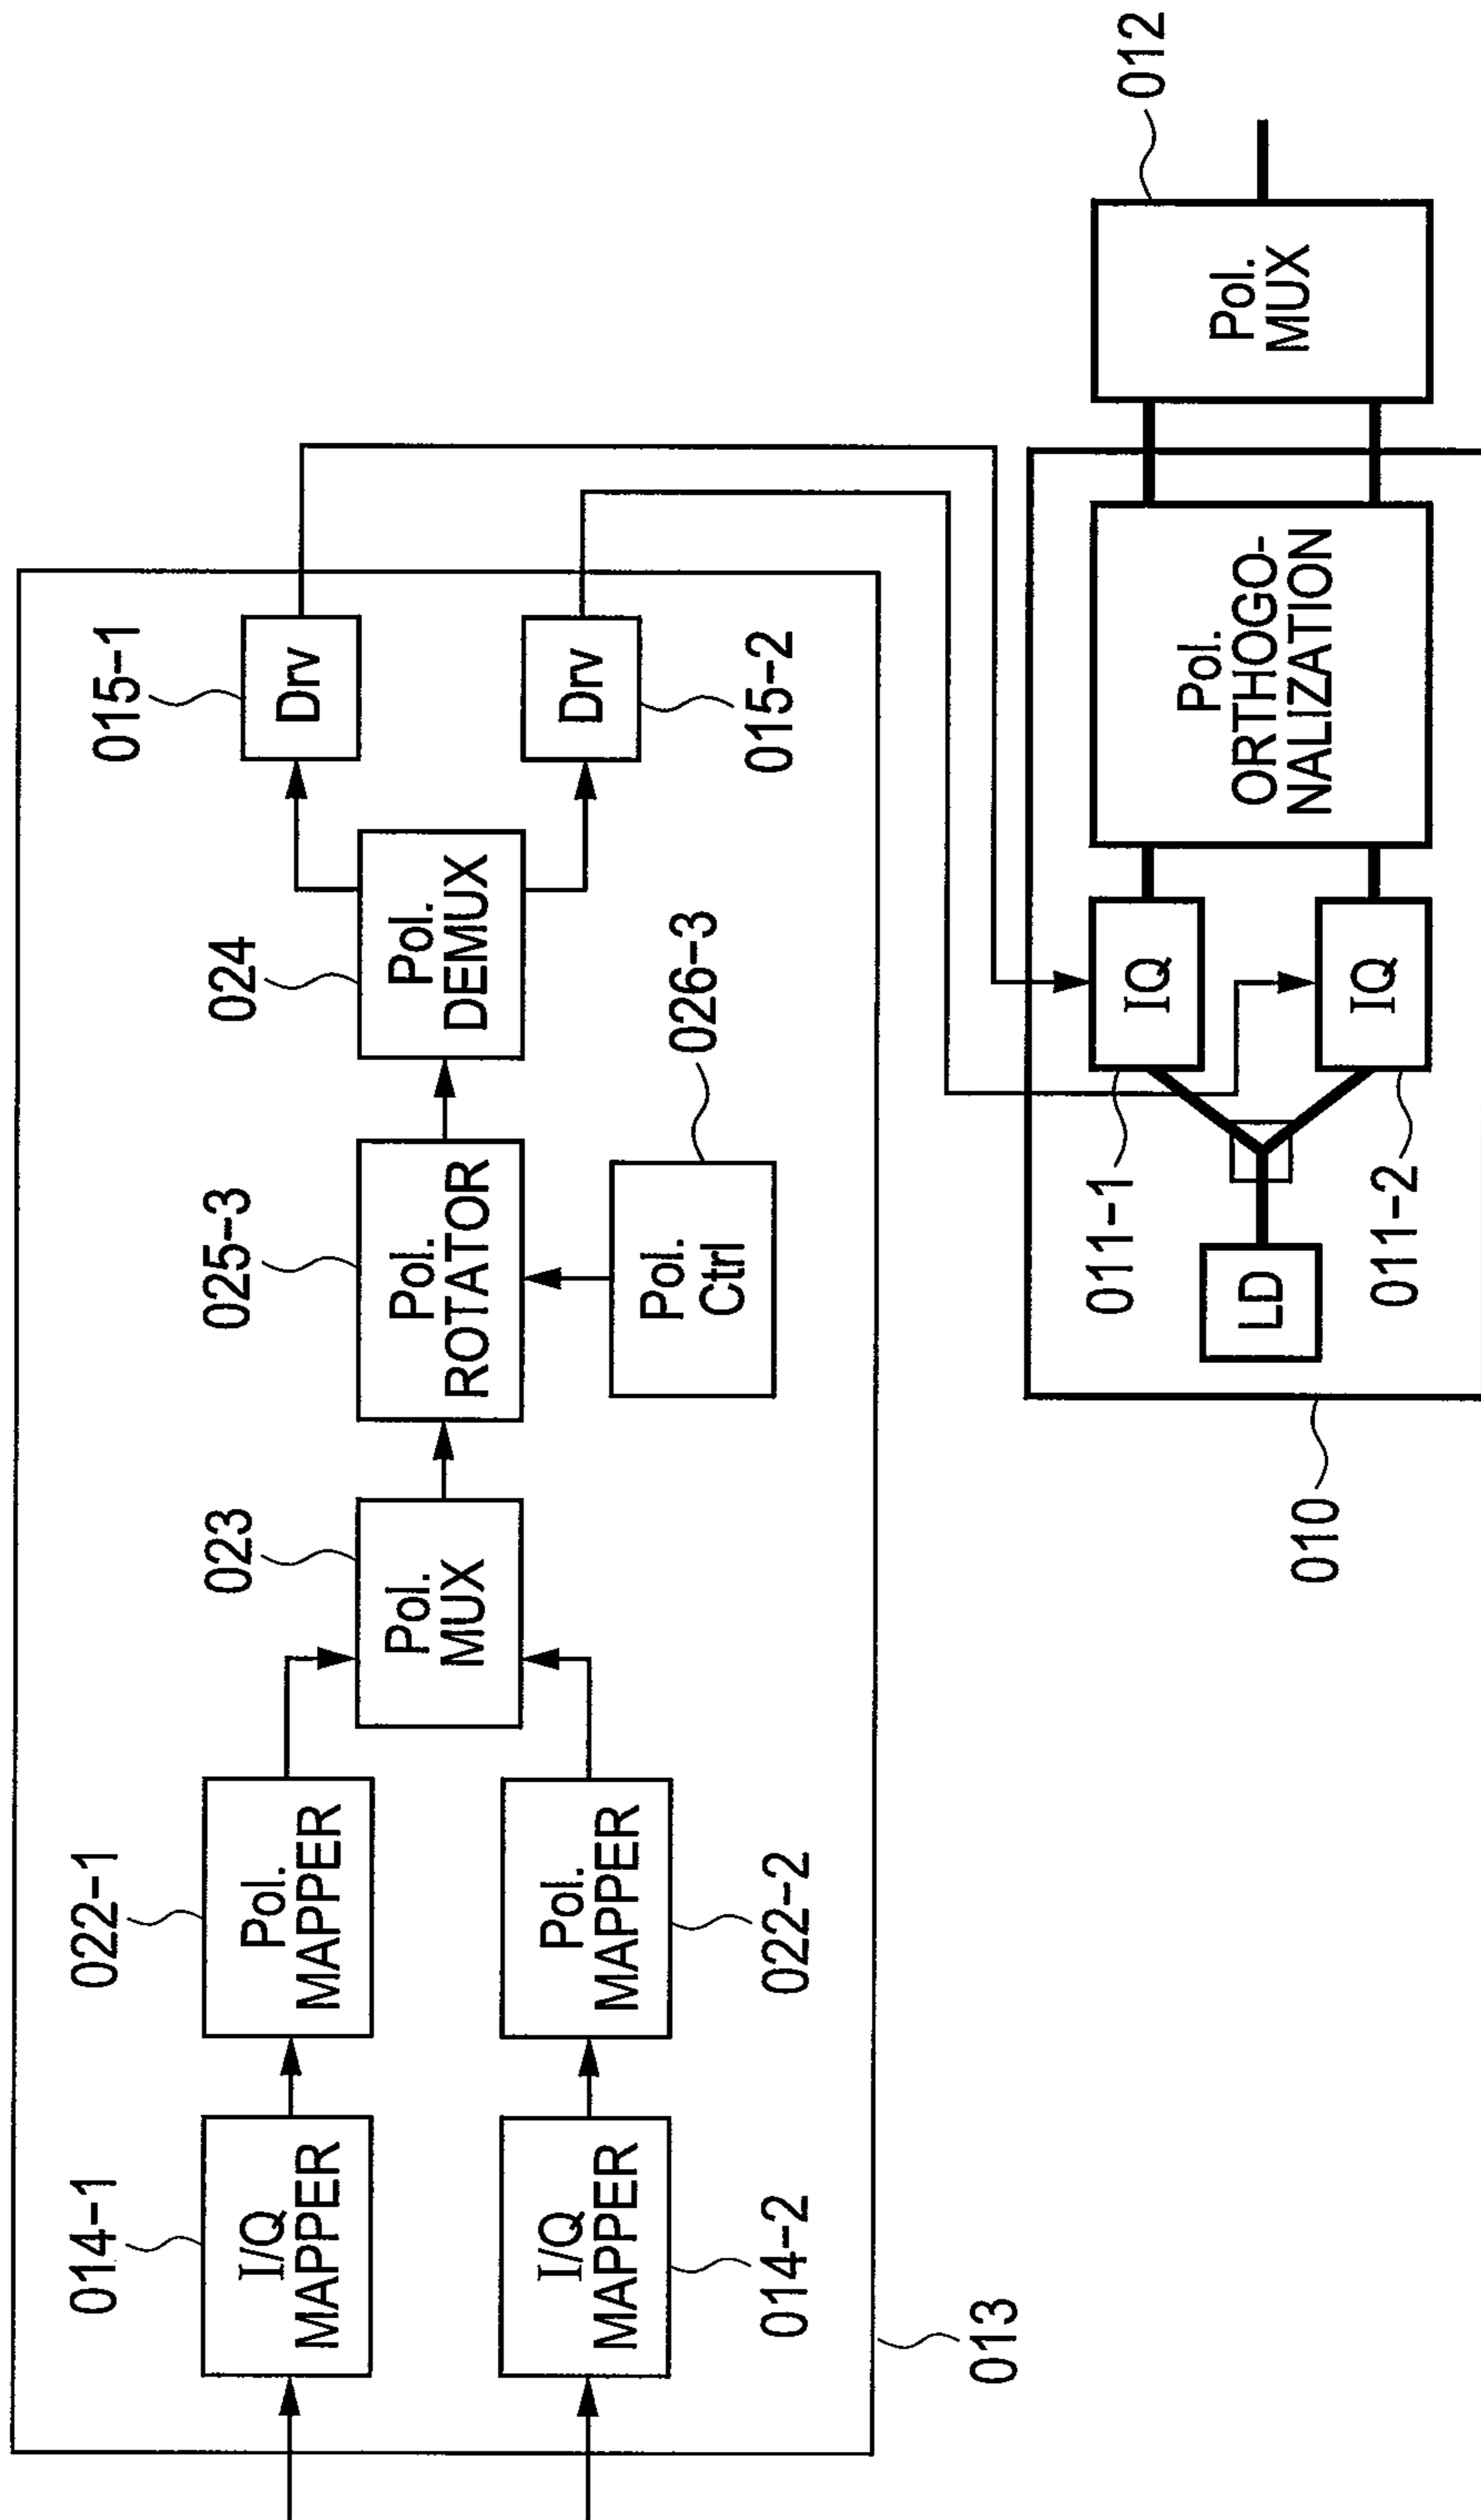 014-1
I/Q
MAPPER
022-1
Pol.
MAPPER
023
Pol.
MUX
025-3
Pol.
ROTATOR
024
Pol.
DEMUX
015-1
Drv
014-2
I/Q
MAPPER
022-2
Pol.
MAPPER
026-3
Pol.
Ctrl
015-2
Drv
013
010
LD
011-1
IQ
011-2
IQ
Pol.
ORTHOGO-
NALIZATION
012
Pol.
MUX